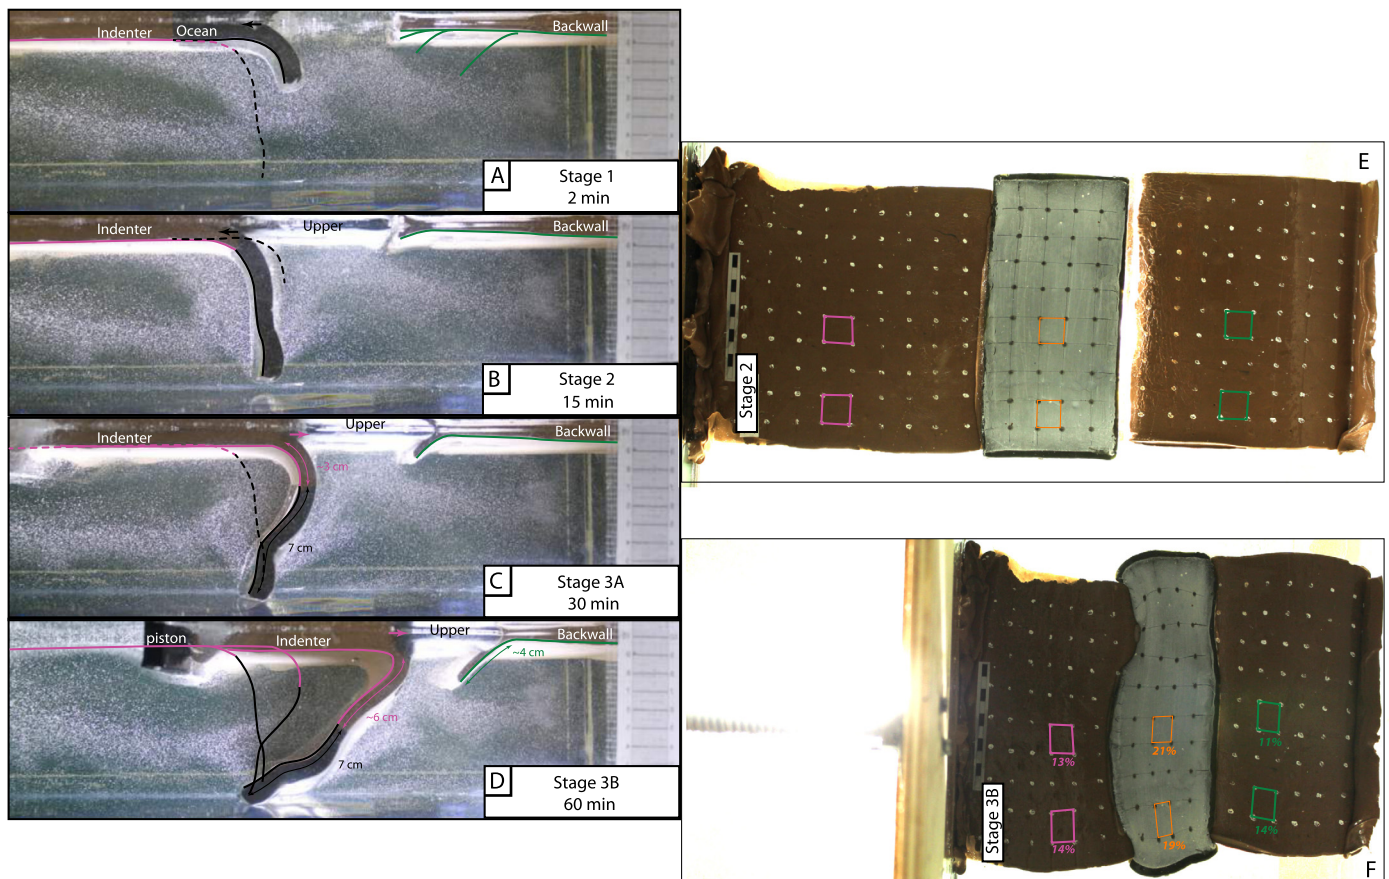 Indenter
Ocean
Backwall
A
Stage 1
2 min
Indenter
Upper
Backwall
B
Stage 2
15 min
Indenter
Upper
Backwall
~3 cm
7 cm
C
Stage 3A
30 min
piston
Indenter
Upper
Backwall
~4 cm
~6 cm
7 cm
D
Stage 3B
60 min
E
Stage 2
Stage 3B
13%
21%
11%
14%
19%
14%
F